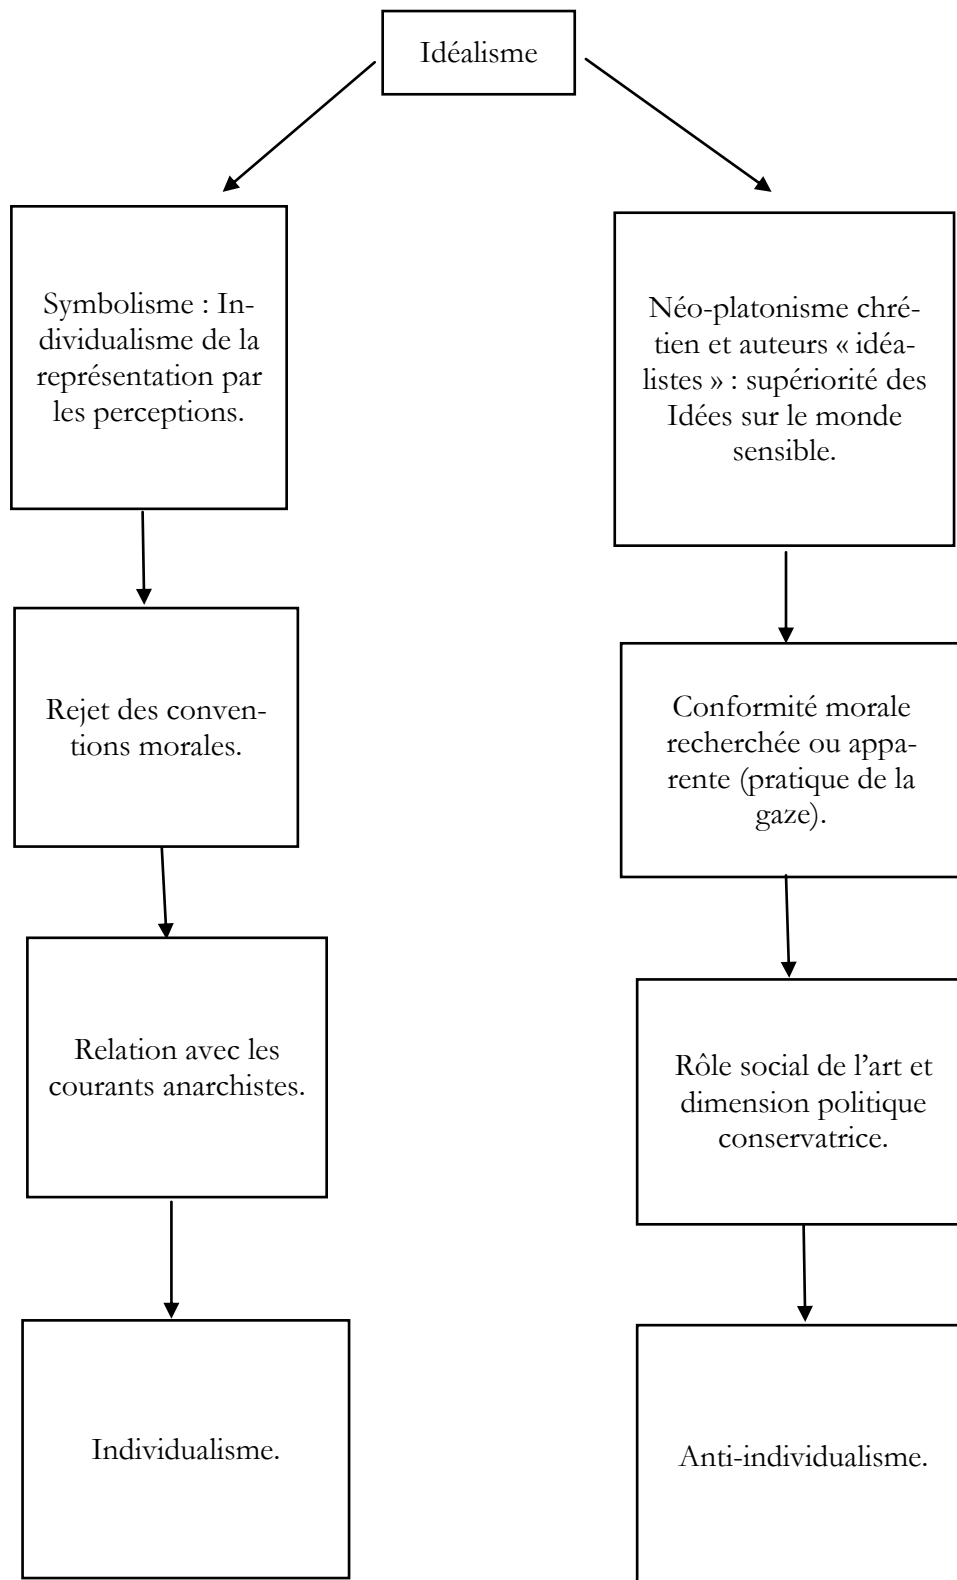 Idéalisme
Symbolisme : In-
dividualisme de la
représentation par
les perceptions.
Néo-platonisme chré-
tien et auteurs « idéa-
listes » : supériorité des
Idées sur le monde
sensible.
Rejet des conven-
tions morales.
Conformité morale
recherchée ou appa-
rente (pratique de la
gaze).
Relation avec les
courants anarchistes.
Rôle social de l’art et
dimension politique
conservatrice.
Individualisme.
Anti-individualisme.